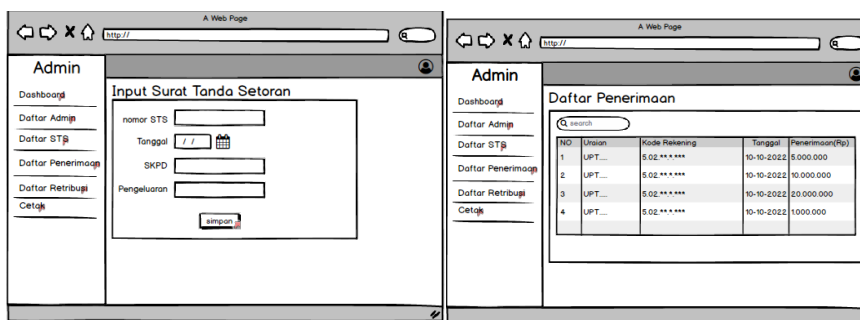 A Web Page
http://
Admin
Dashboard
Daftar Admin
Daftar STS
Daftar Penerimaan
Daftar Retribusi
Cetak
Input Surat Tanda Setoran
nomor STS
Tanggal / /
SKPD
Pengeluaran
simpan
A Web Page
http://
Admin
Dashboard
Daftar Admin
Daftar STS
Daftar Penerimaan
Daftar Retribusi
Cetak
Daftar Penerimaan
search
NO Uraian Kode Rekening Tanggal Penerimaan(Rp)
1 UPT.... 5.02.**.*.*** 10-10-2022 5.000.000
2 UPT.... 5.02.**.*.*** 10-10-2022 10.000.000
3 UPT.... 5.02.**.*.*** 10-10-2022 20.000.000
4 UPT.... 5.02.**.*.*** 10-10-2022 1.000.000